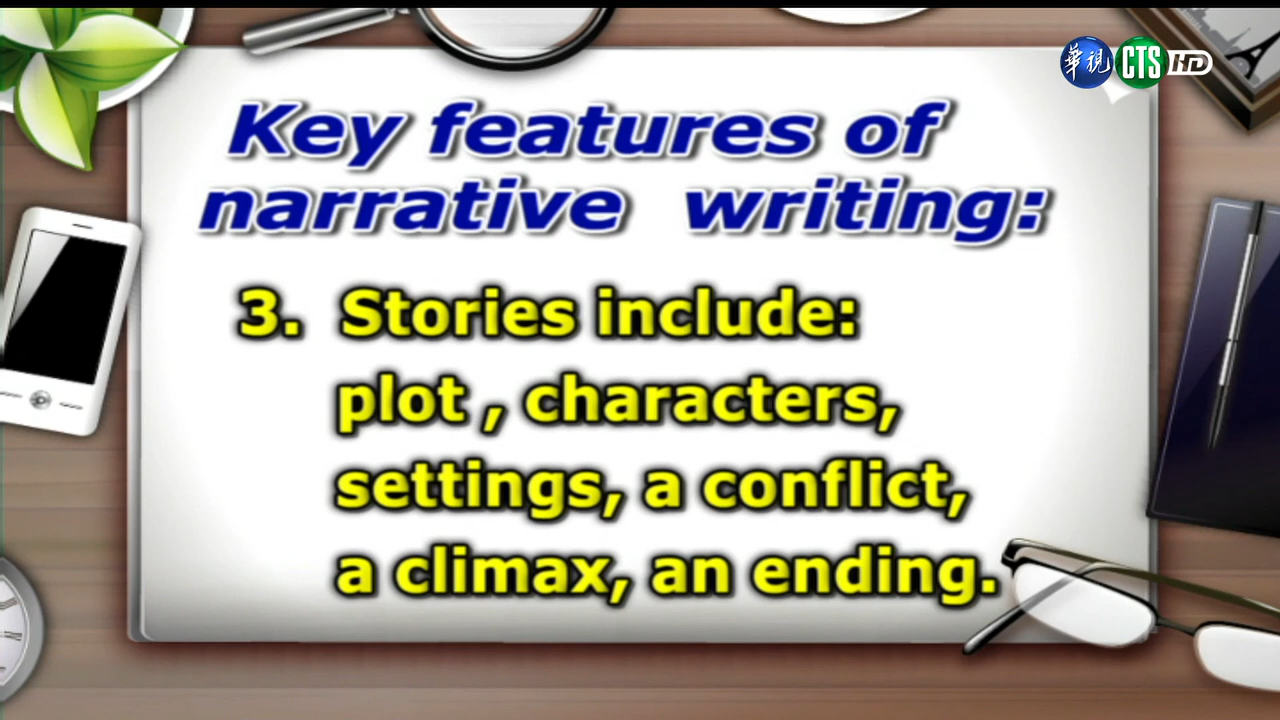 華視 CTS HD
Key features of
narrative writing:
3. Stories include:
plot , characters,
settings, a conflict,
a climax, an ending.